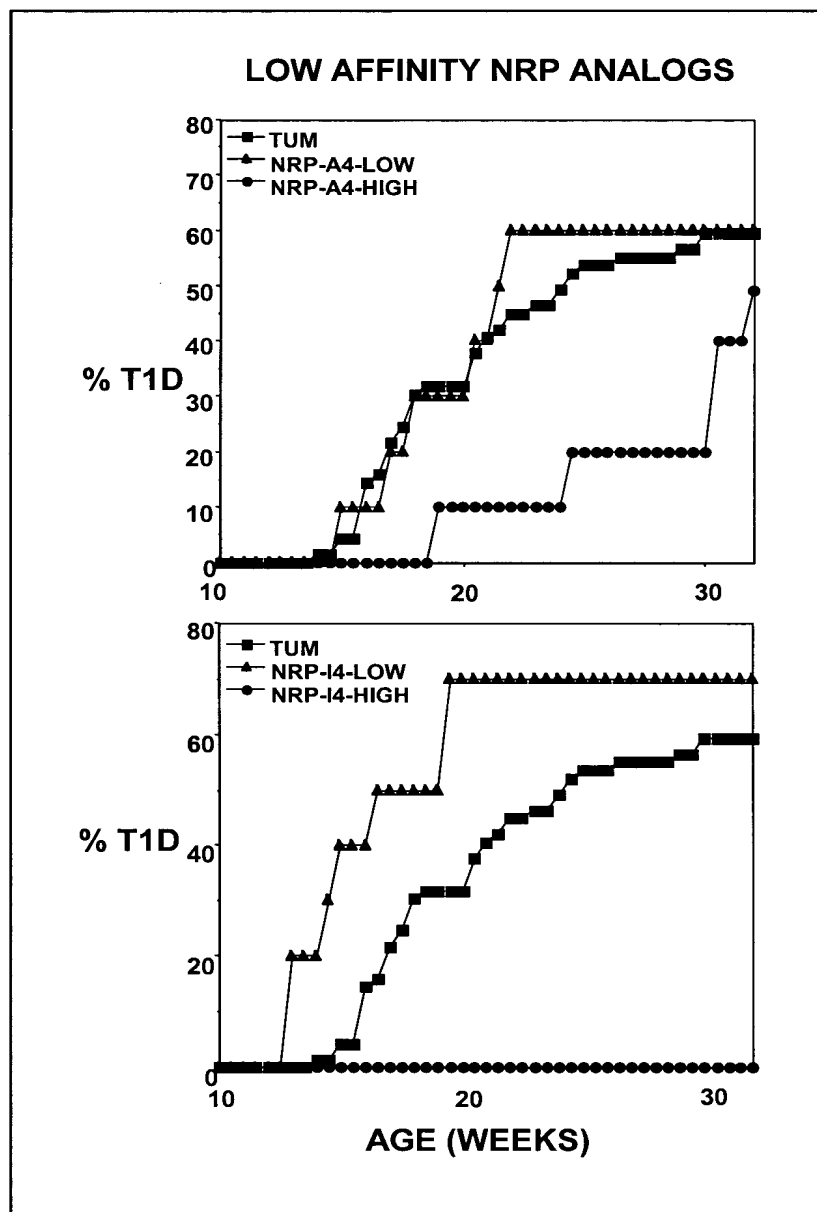 LOW AFFINITY NRP ANALOGS
80
70
60
50
40
30
20
10
0
% T1D
TUM
NRP-A4-LOW
NRP-A4-HIGH
10
20
30
80
60
40
20
0
% T1D
TUM
NRP-I4-LOW
NRP-I4-HIGH
10
20
30
AGE (WEEKS)